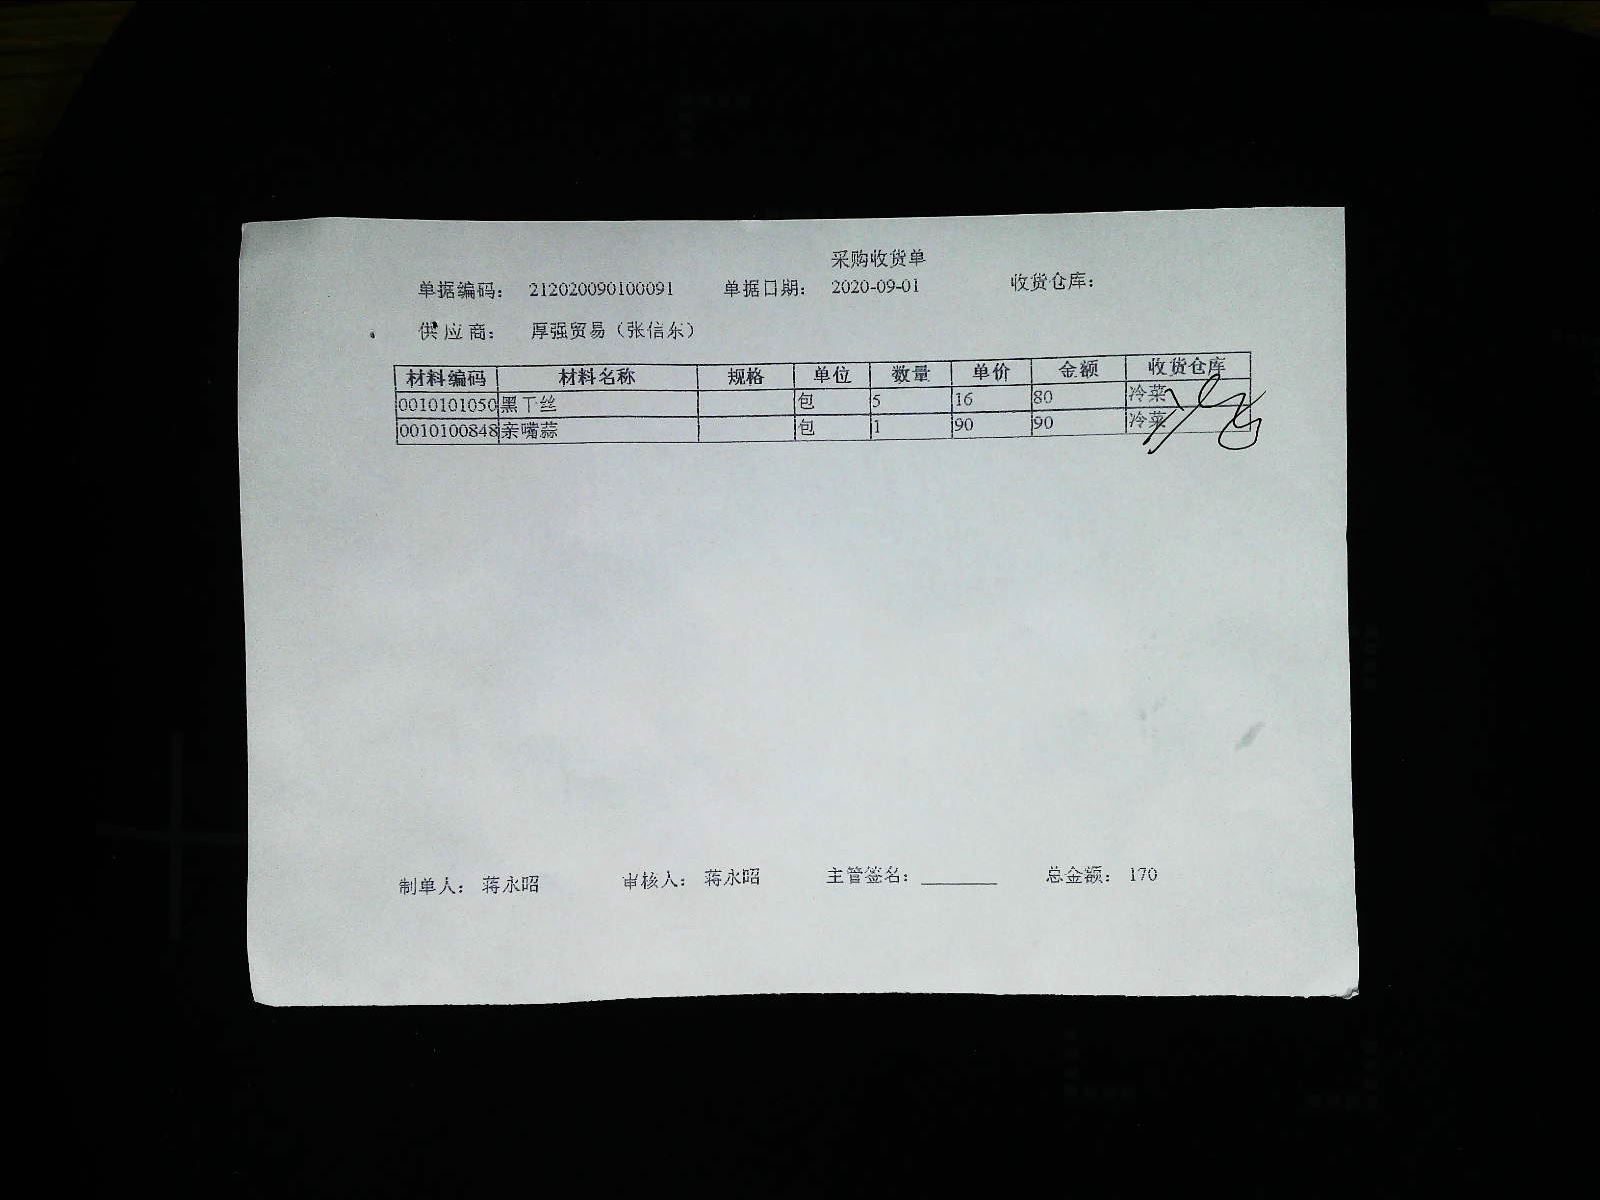 采购收货单
单据编码： 212020090100091 单据日期： 2020-09-01 收货仓库：
供应商： 厚强贸易（张信东）
材料编码 材料名称 规格 单位 数量 单价 金额 收货仓库
0010101050 黑丁丝 包 5 16 80 冷菜
0010100848 亲嘴蒜 包 1 90 90 冷菜
制单人： 蒋永昭 审核人： 蒋永昭 主管签名： 总金额： 170